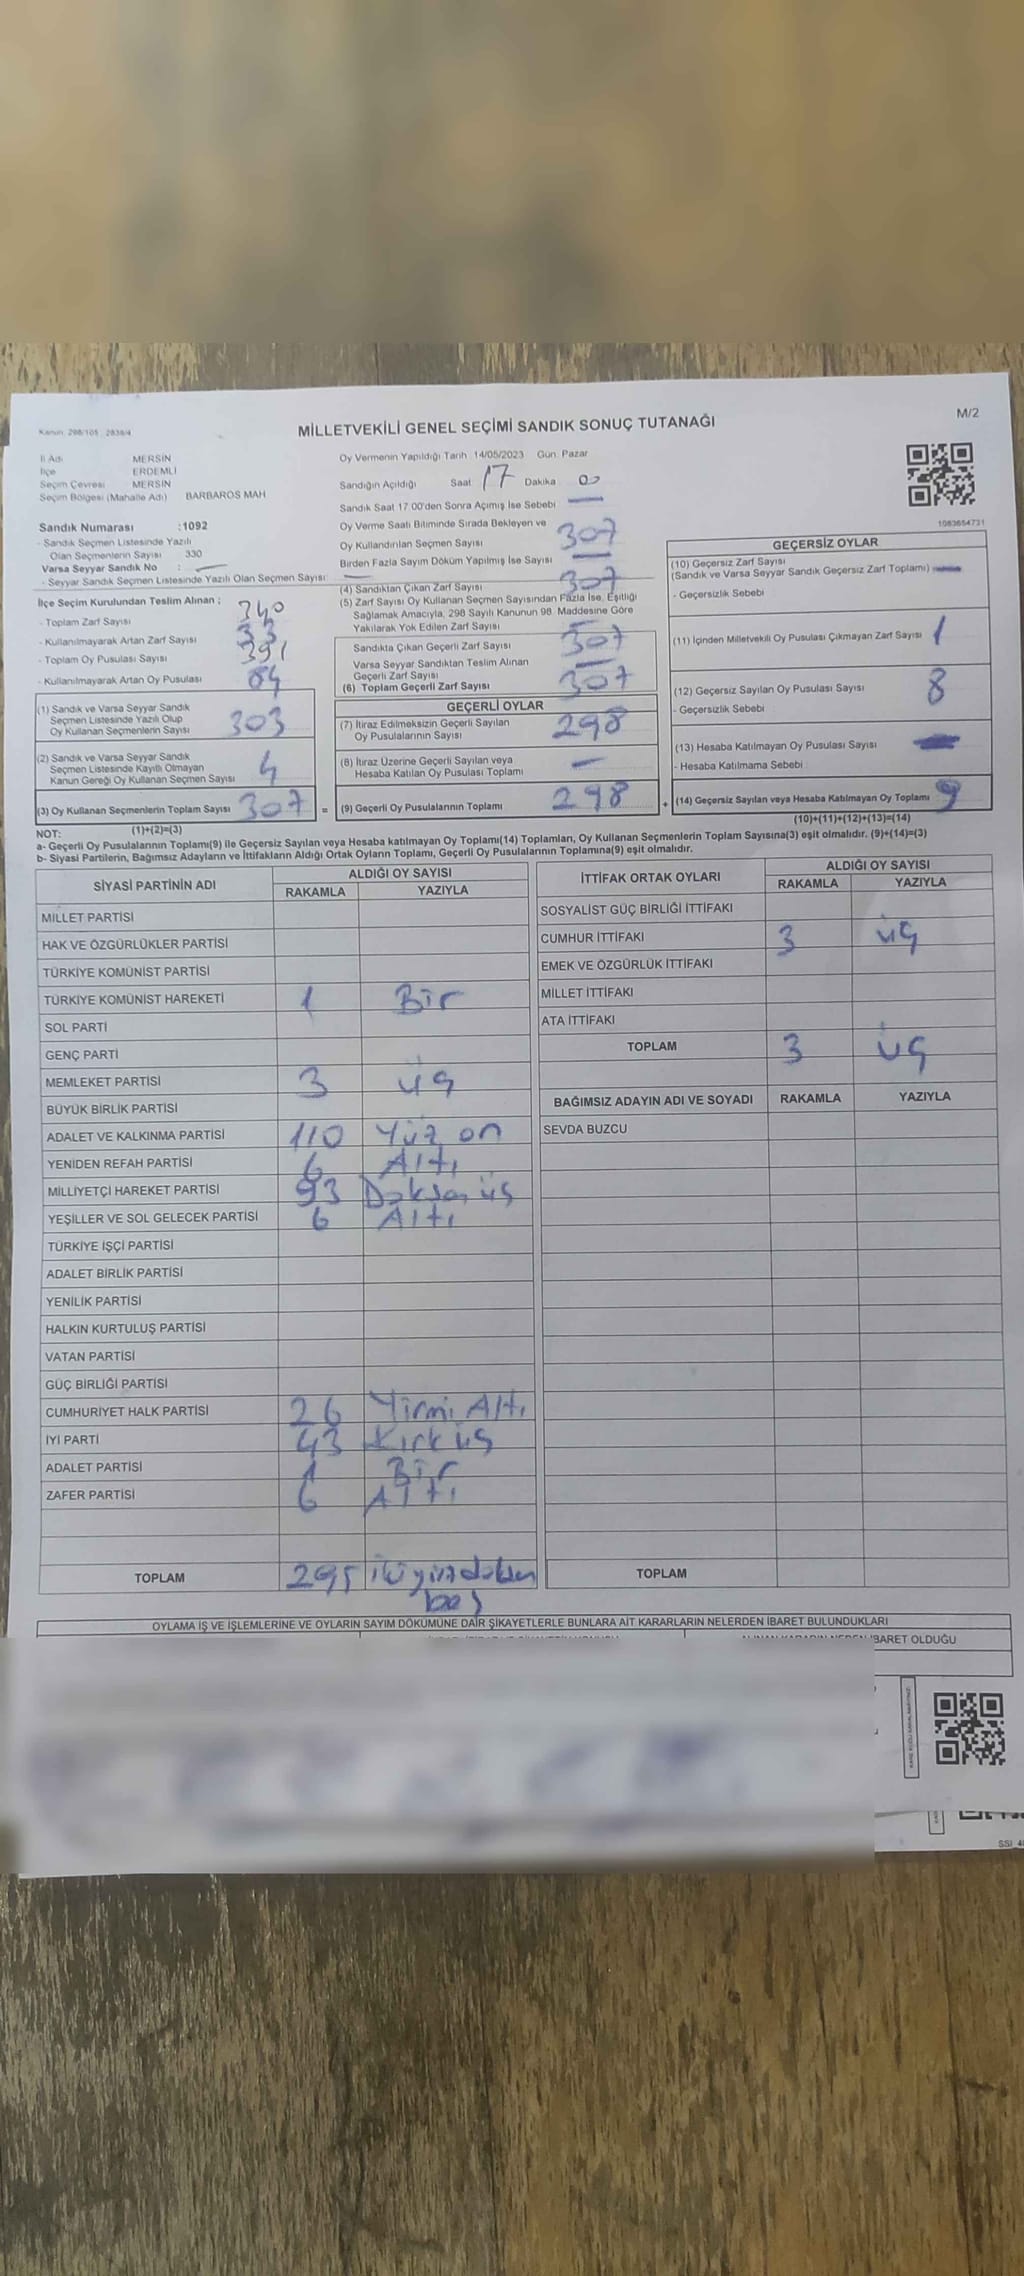 Kanun: 298/105 , 2839/4
MİLLETVEKİLİ GENEL SEÇİMİ SANDIK SONUÇ TUTANAĞI
M/2
İl Adı MERSİN
İlçe ERDEMLİ
Seçim Çevresi MERSİN
Seçim Bölgesi (Mahalle Adı) BARBAROS MAH
Sandık Numarası :1092
- Sandık Seçmen Listesinde Yazılı
Olan Seçmenlerin Sayısı 330
Varsa Seyyar Sandık No :
- Seyyar Sandık Seçmen Listesinde Yazılı Olan Seçmen Sayısı
İlçe Seçim Kurulundan Teslim Alınan ;
- Toplam Zarf Sayısı 340
- Kullanılmayarak Artan Zarf Sayısı 33
- Toplam Oy Pusulası Sayısı 391
- Kullanılmayarak Artan Oy Pusulası 84
(1) Sandık ve Varsa Seyyar Sandık
Seçmen Listesinde Yazılı Olup
Oy Kullanan Seçmenlerin Sayısı 303
(2) Sandık ve Varsa Seyyar Sandık
Seçmen Listesinde Kayıtlı Olmayan
Kanun Gereği Oy Kullanan Seçmen Sayısı 4
(3) Oy Kullanan Seçmenlerin Toplam Sayısı 307 =
(1)+(2)=(3)
Oy Vermenin Yapıldığı Tarih 14/05/2023 Gün: Pazar
Sandığın Açıldığı Saat 17 Dakika 00
Sandık Saat 17 00'den Sonra Açımış İse Sebebi
Oy Verme Saati Bitiminde Sırada Bekleyen ve
Oy Kullandırılan Seçmen Sayısı 307
Birden Fazla Sayım Döküm Yapılmış İse Sayısı
(4) Sandıktan Çıkan Zarf Sayısı 307
(5) Zarf Sayısı Oy Kullanan Seçmen Sayısından Fazla İse, Eşitliği
Sağlamak Amacıyla, 298 Sayılı Kanunun 98. Maddesine Göre
Yakılarak Yok Edilen Zarf Sayısı
Sandıkta Çıkan Geçerli Zarf Sayısı 307
Varsa Seyyar Sandıktan Teslim Alınan
Geçerli Zarf Sayısı
(6) Toplam Geçerli Zarf Sayısı 307
GEÇERLİ OYLAR
(7) İtiraz Edilmeksizin Geçerli Sayılan
Oy Pusulalarının Sayısı 298
(8) İtiraz Üzerine Geçerli Sayılan veya
Hesaba Katılan Oy Pusulası Toplamı
(9) Geçerli Oy Pusulalarının Toplamı 298 +
1083654731
GEÇERSİZ OYLAR
(10) Geçersiz Zarf Sayısı
(Sandık ve Varsa Seyyar Sandık Geçersiz Zarf Toplamı)
- Geçersizlik Sebebi
(11) İçinden Milletvekili Oy Pusulası Çıkmayan Zarf Sayısı 1
(12) Geçersiz Sayılan Oy Pusulası Sayısı 8
- Geçersizlik Sebebi
(13) Hesaba Katılmayan Oy Pusulası Sayısı
- Hesaba Katılmama Sebebi
(14) Geçersiz Sayılan veya Hesaba Katılmayan Oy Toplamı 9
(10)+(11)+(12)+(13)=(14)
NOT:
a- Geçerli Oy Pusulalarının Toplamı(9) ile Geçersiz Sayılan veya Hesaba katılmayan Oy Toplamı(14) Toplamları, Oy Kullanan Seçmenlerin Toplam Sayısına(3) eşit olmalıdır. (9)+(14)=(3)
b- Siyasi Partilerin, Bağımsız Adayların ve İttifakların Aldığı Ortak Oyların Toplamı, Geçerli Oy Pusulalarının Toplamına(9) eşit olmalıdır.
SİYASİ PARTİNİN ADI ALDIĞI OY SAYISI
RAKAMLA YAZIYLA
MİLLET PARTİSİ
HAK VE ÖZGÜRLÜKLER PARTİSİ
TÜRKİYE KOMÜNİST PARTİSİ
TÜRKİYE KOMÜNİST HAREKETİ 1 Bir
SOL PARTİ
GENÇ PARTİ
MEMLEKET PARTİSİ 3 üç
BÜYÜK BİRLİK PARTİSİ
ADALET VE KALKINMA PARTİSİ 110 Yüz on
YENİDEN REFAH PARTİSİ 6 Altı
MİLLİYETÇİ HAREKET PARTİSİ 93 Doksan üç
YEŞİLLER VE SOL GELECEK PARTİSİ 6 Altı
TÜRKİYE İŞÇİ PARTİSİ
ADALET BİRLİK PARTİSİ
YENİLİK PARTİSİ
HALKIN KURTULUŞ PARTİSİ
VATAN PARTİSİ
GÜÇ BİRLİĞİ PARTİSİ
CUMHURİYET HALK PARTİSİ 26 Yirmi Altı
İYİ PARTİ 43 Kırk üç
ADALET PARTİSİ 1 Bir
ZAFER PARTİSİ 6 Altı
TOPLAM 295 ikiyüzdoksan
beş
İTTİFAK ORTAK OYLARI ALDIĞI OY SAYISI
RAKAMLA YAZIYLA
SOSYALİST GÜÇ BİRLİĞİ İTTİFAKI
CUMHUR İTTİFAKI 3 üç
EMEK VE ÖZGÜRLÜK İTTİFAKI
MİLLET İTTİFAKI
ATA İTTİFAKI
TOPLAM 3 üç
BAĞIMSIZ ADAYIN ADI VE SOYADI RAKAMLA YAZIYLA
SEVDA BUZCU
TOPLAM
OYLAMA İŞ VE İŞLEMLERİNE VE OYLARIN SAYIM DÖKÜMÜNE DAİR ŞİKAYETLERLE BUNLARA AİT KARARLARIN NELERDEN İBARET BULUNDUKLARI
İBARET OLDUĞU